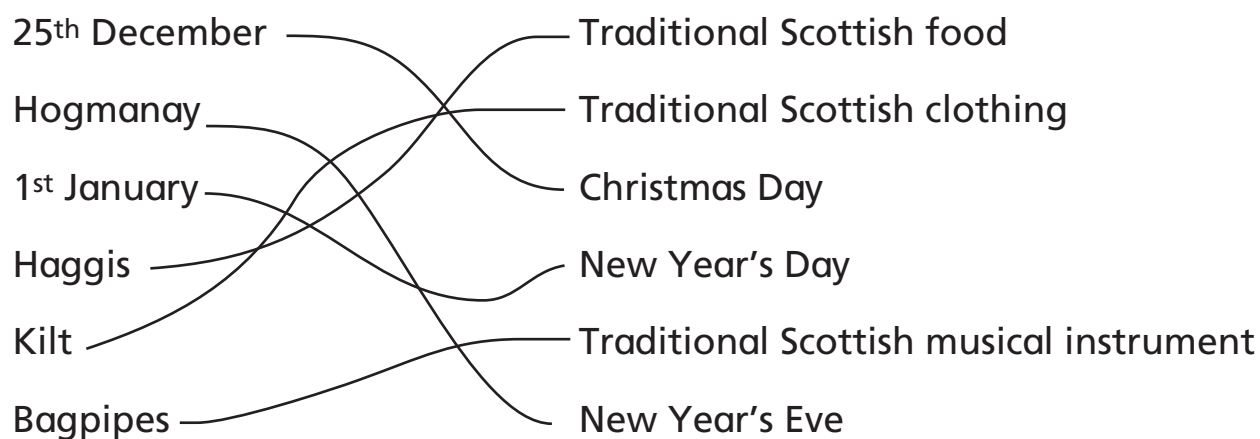 25th December
Traditional Scottish food
Hogmanay
Traditional Scottish clothing
1st January
Christmas Day
Haggis
New Year’s Day
Kilt
Traditional Scottish musical instrument
Bagpipes
New Year’s Eve